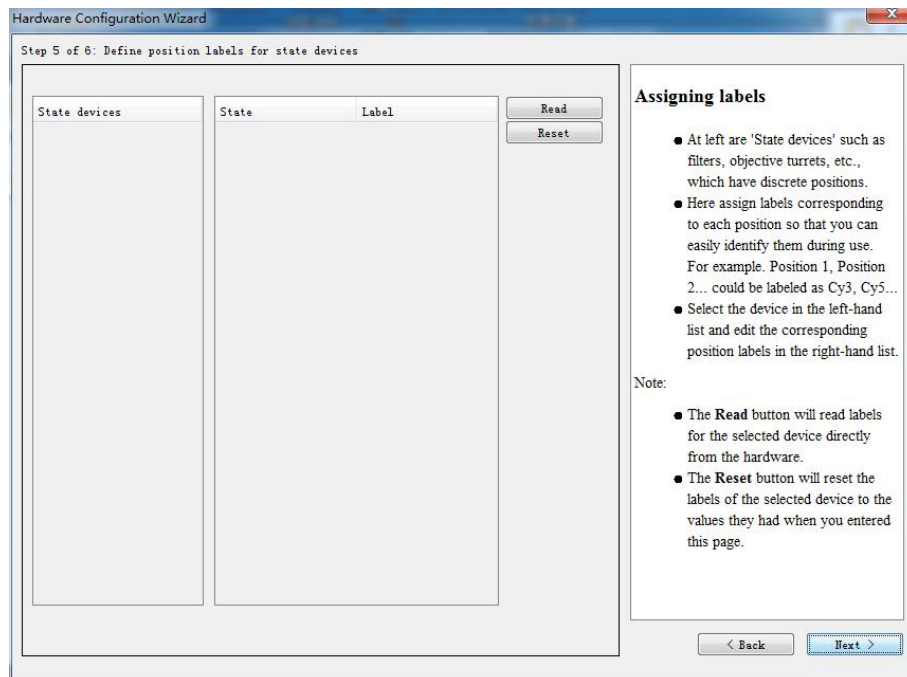 Hardware Configuration Wizard
Step 5 of 6: Define position labels for state devices
State devices
State
Label
Read
Reset
Assigning labels
At left are 'State devices' such as
filters, objective turrets, etc.,
which have discrete positions.
Here assign labels corresponding
to each position so that you can
easily identify them during use.
For example. Position 1, Position
2... could be labeled as Cy3, Cy5...
Select the device in the left-hand
list and edit the corresponding
position labels in the right-hand list.
Note:
The Read button will read labels
for the selected device directly
from the hardware.
The Reset button will reset the
labels of the selected device to the
values they had when you entered
this page.
< Back
Next >